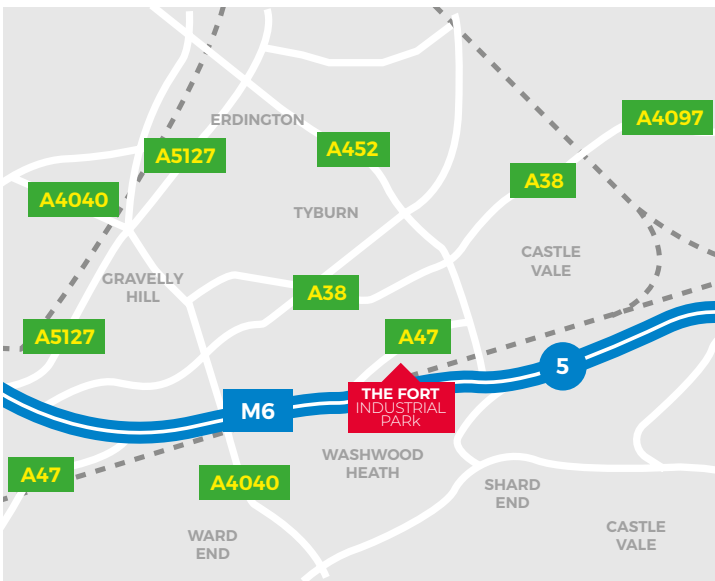 A4097
ERDINGTON
A452
A5127
A38
A4040
TYBURN
CASTLE
VALE
GRAVELLY
HILL
A38
A5127
A47
5
THE FORT
INDUSTRIAL
PARk
M6
WASHWOOD
HEATH
A47
A4040
SHARD
END
WARD
END
CASTLE
VALE